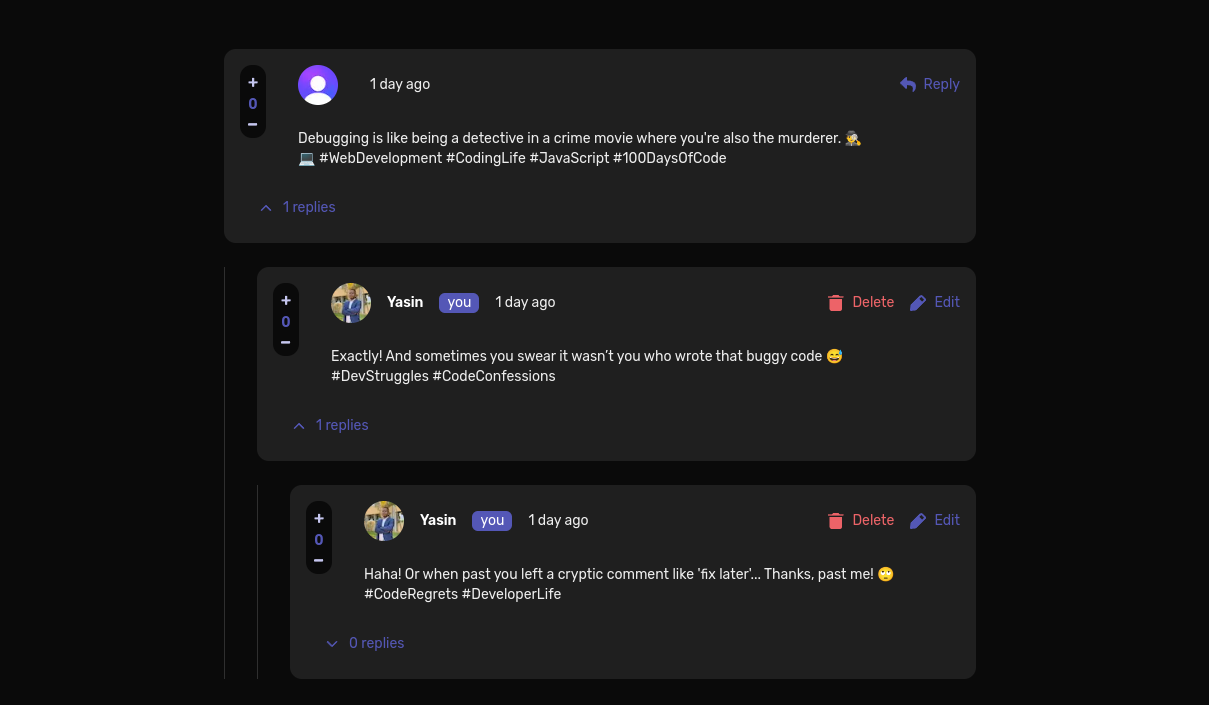 +
0
−
1 day ago
Reply
Debugging is like being a detective in a crime movie where you're also the murderer. 🕵️
💻 #WebDevelopment #CodingLife #JavaScript #100DaysOfCode
1 replies
+
0
−
Yasin you 1 day ago
Delete Edit
Exactly! And sometimes you swear it wasn’t you who wrote that buggy code 😅
#DevStruggles #CodeConfessions
1 replies
+
0
−
Yasin you 1 day ago
Delete Edit
Haha! Or when past you left a cryptic comment like 'fix later'... Thanks, past me! 🙄
#CodeRegrets #DeveloperLife
0 replies